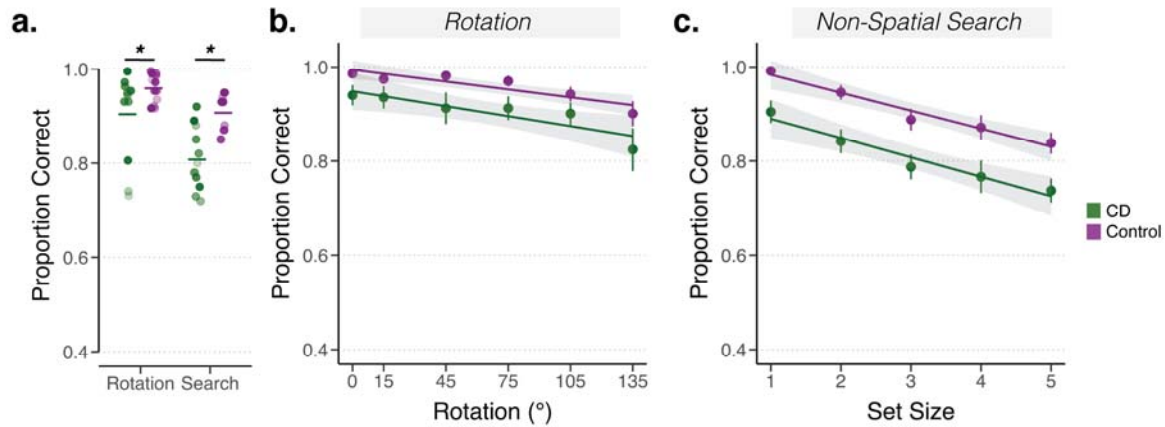 a.
Proportion Correct
1.0
0.8
0.6
0.4
*
*
Rotation Search
b.
Rotation
Proportion Correct
1.0
0.8
0.6
0.4
0 15 45 75 105 135
Rotation (°)
c.
Non-Spatial Search
Proportion Correct
1.0
0.8
0.6
0.4
1 2 3 4 5
Set Size
CD
Control